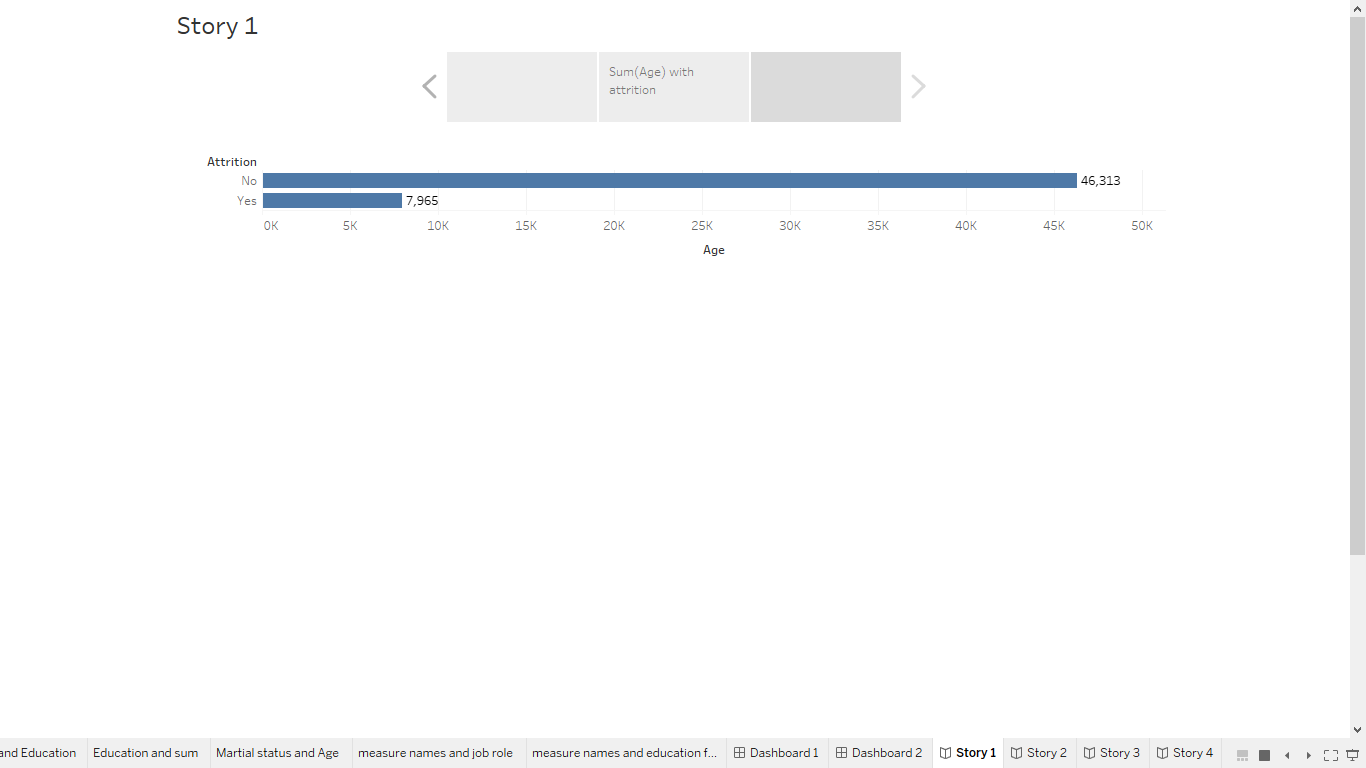 Story 1
Sum(Age) with
attrition
Attrition
No
46,313
Yes
7,965
0K 5K 10K 15K 20K 25K 30K 35K 40K 45K 50K
Age
and Education Education and sum Martial status and Age measure names and job role measure names and education f... Dashboard 1 Dashboard 2 Story 1 Story 2 Story 3 Story 4